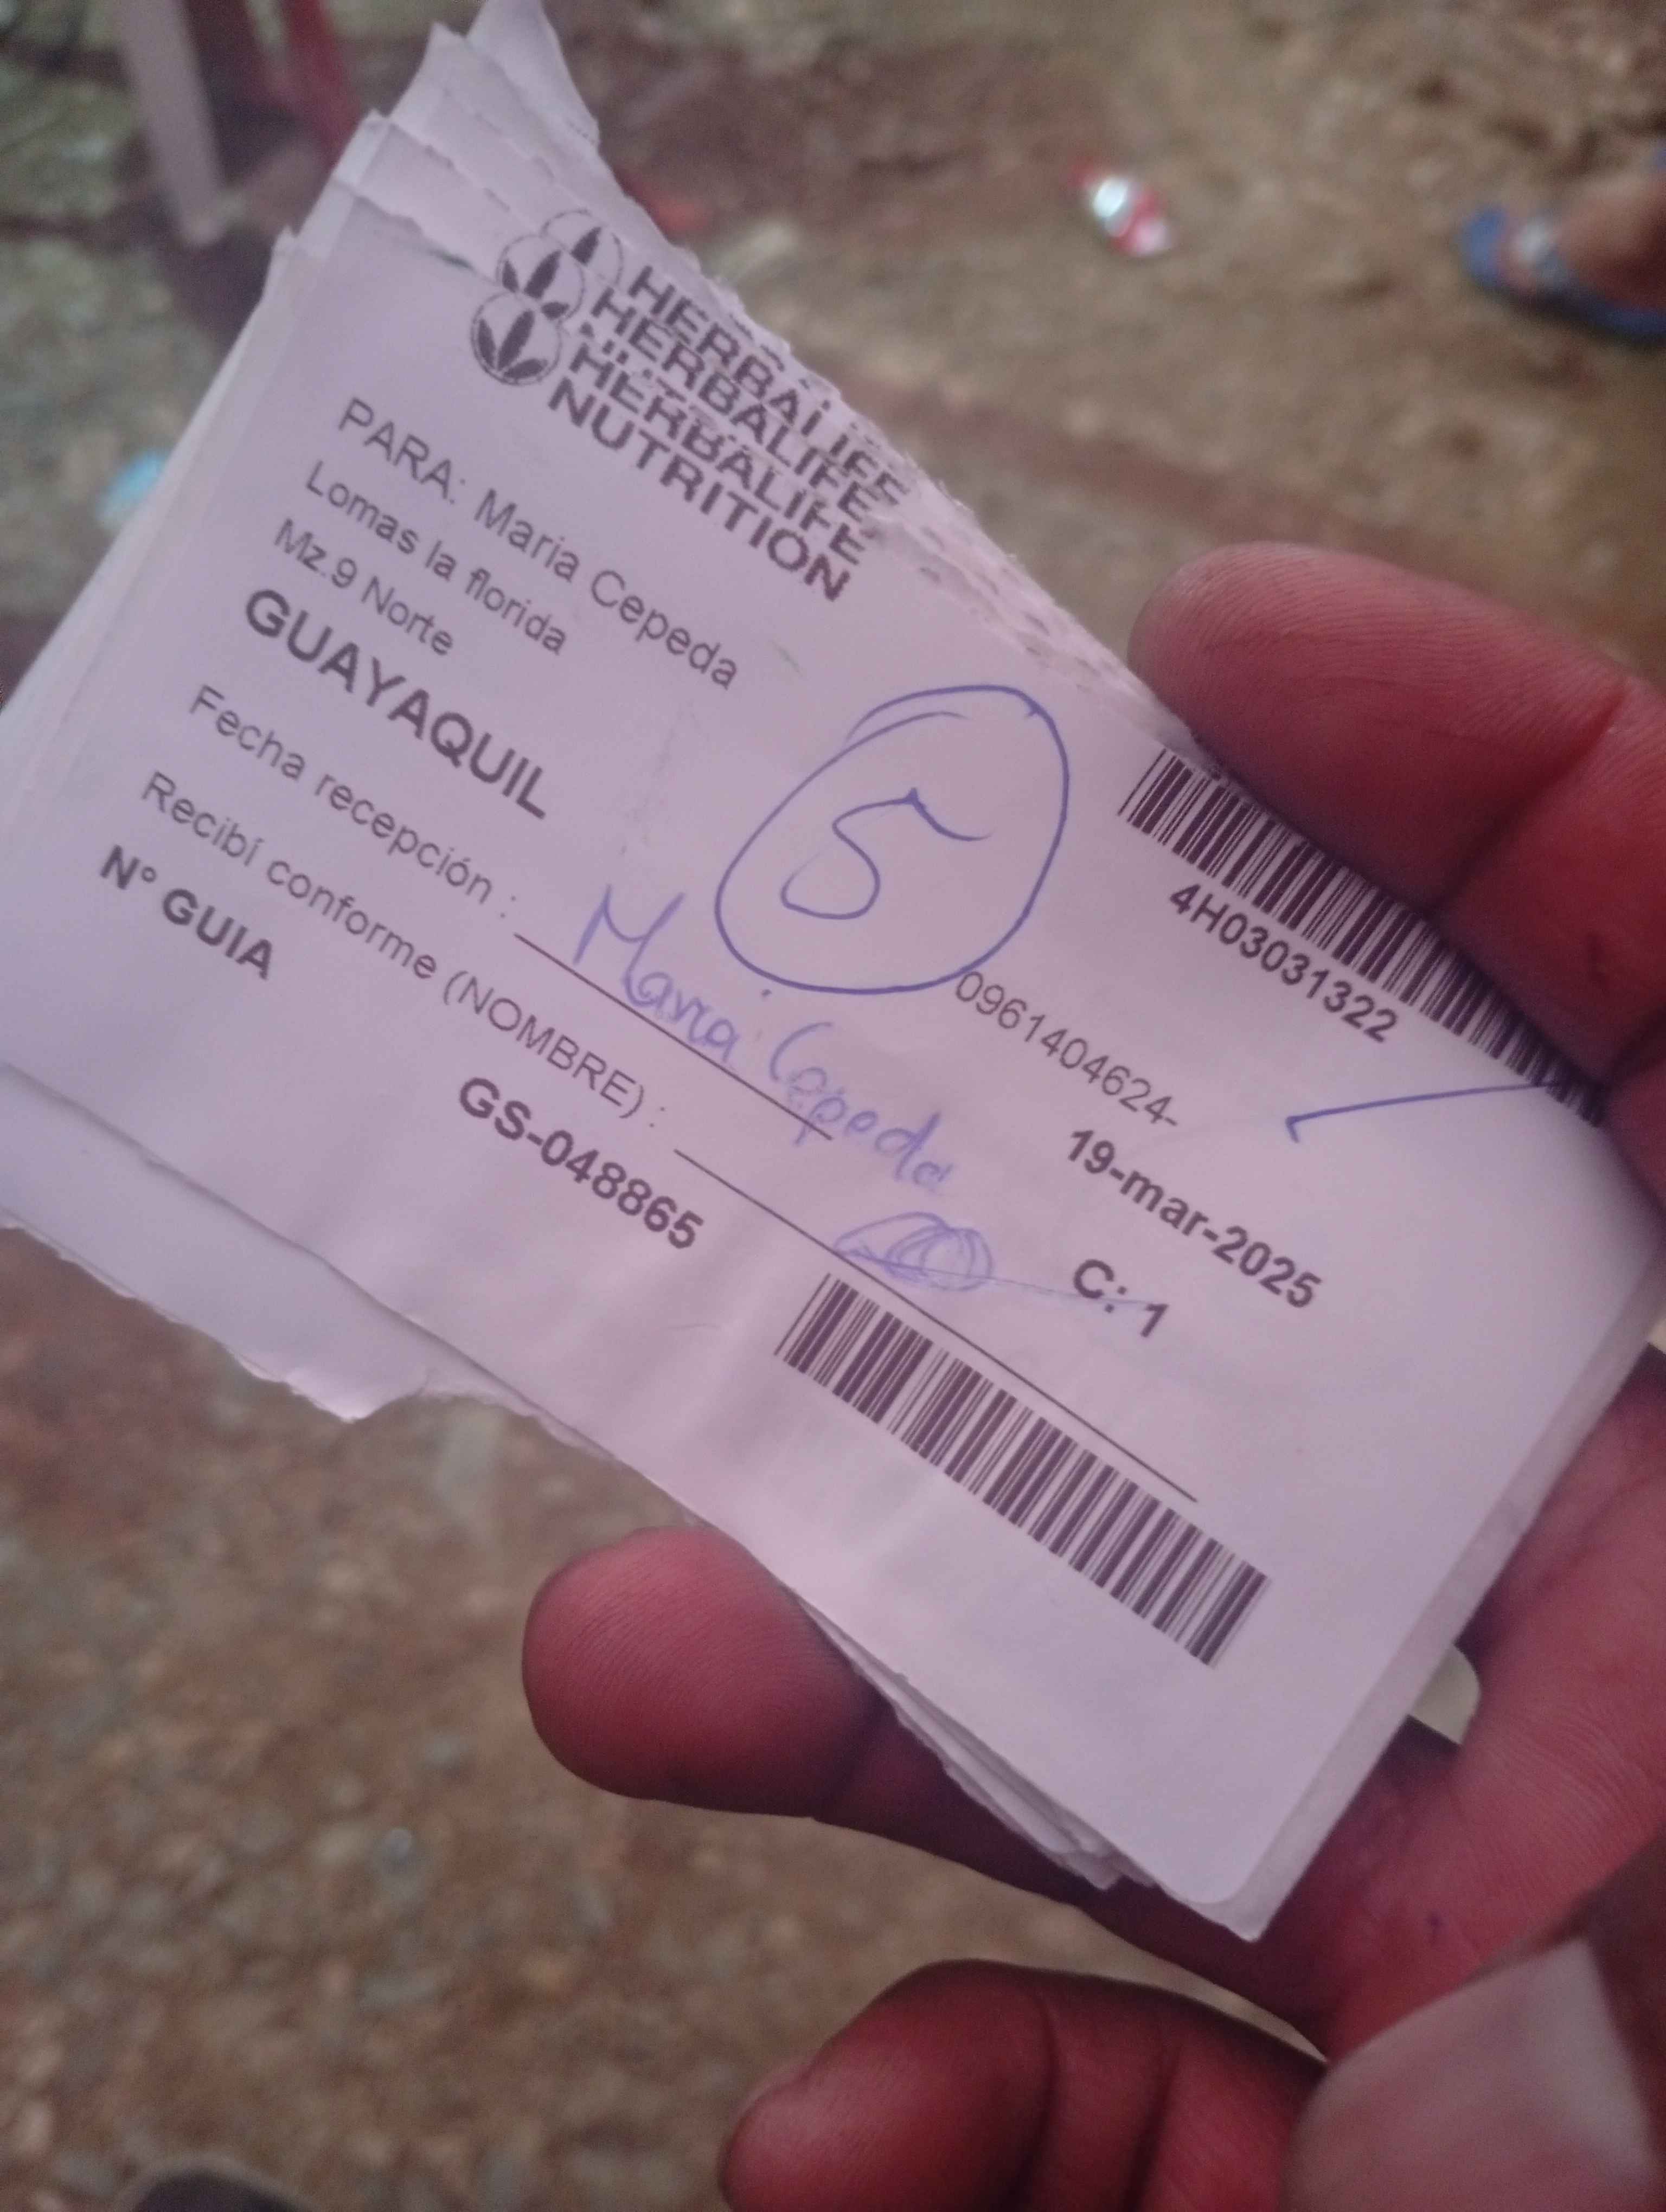 HERBALIFE
HERBALIFE
HERBALIFE
NUTRITION
PARA: Maria Cepeda
Lomas la florida
Mz.9 Norte
GUAYAQUIL
5
4H03031322
0961404624-
19-mar-2025
C: 1
Fecha recepción :
Maria Cepeda
Recibí conforme (NOMBRE) :
Nº GUIA
GS-048865